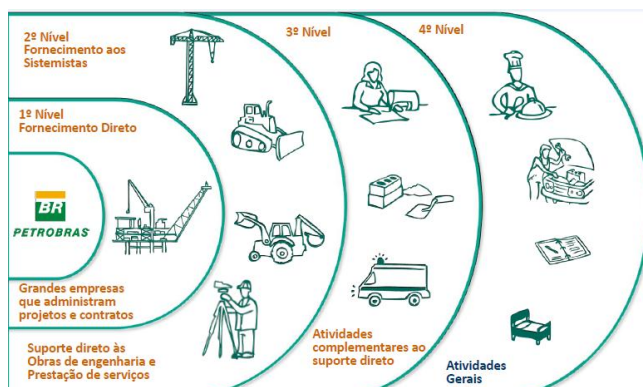 2º Nível
Fornecimento aos
Sistemistas
3º Nível
4º Nível
1º Nível
Fornecimento Direto
BR
PETROBRAS
Grandes empresas
que administram
projetos e contratos
Suporte direto às
Obras de engenharia e
Prestação de serviços
Atividades
complementares ao
suporte direto
Atividades
Gerais